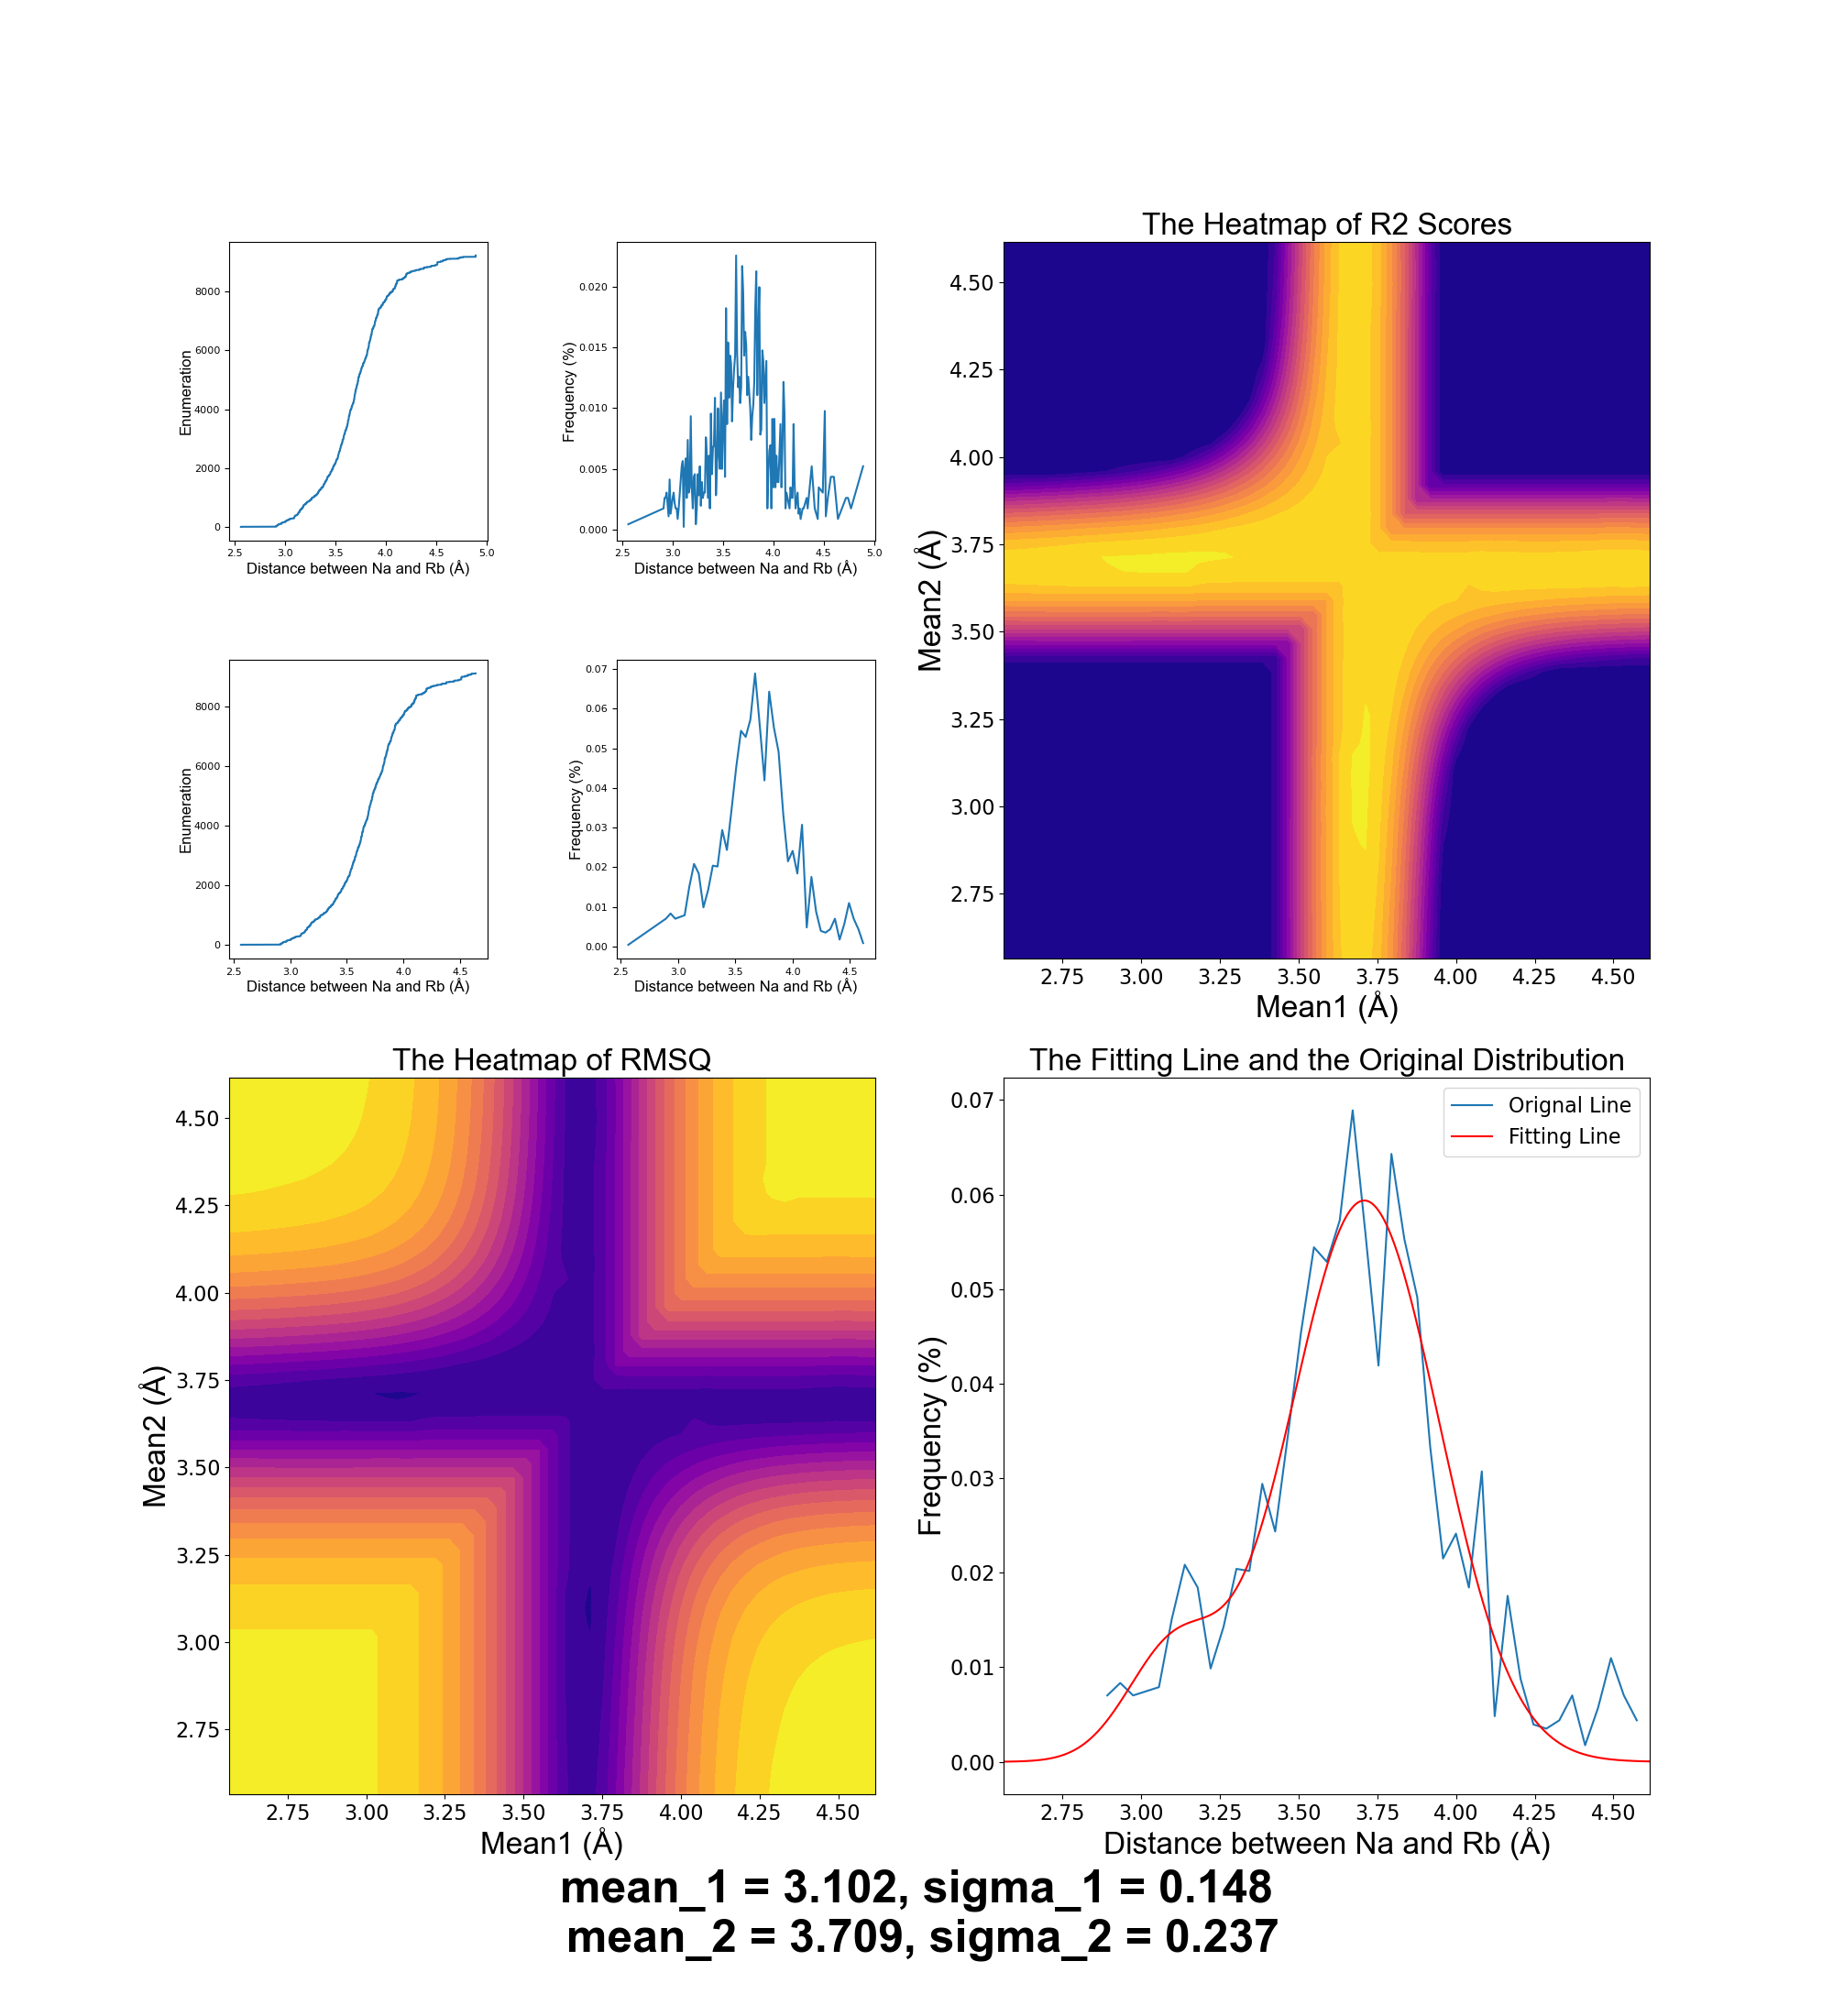 The Heatmap of R2 Scores
8000
6000
4000
2000
0
Enumeration
2.5 3.0 3.5 4.0 4.5 5.0
Distance between Na and Rb (Å)
0.020
0.015
0.010
0.005
0.000
Frequency (%)
2.5 3.0 3.5 4.0 4.5 5.0
Distance between Na and Rb (Å)
4.50
4.25
4.00
3.75
3.50
3.25
3.00
2.75
Mean2 (Å)
2.75 3.00 3.25 3.50 3.75 4.00 4.25 4.50
Mean1 (Å)
8000
6000
4000
2000
0
Enumeration
2.5 3.0 3.5 4.0 4.5
Distance between Na and Rb (Å)
0.07
0.06
0.05
0.04
0.03
0.02
0.01
0.00
Frequency (%)
2.5 3.0 3.5 4.0 4.5
Distance between Na and Rb (Å)
The Heatmap of RMSQ
4.50
4.25
4.00
3.75
3.50
3.25
3.00
2.75
Mean2 (Å)
2.75 3.00 3.25 3.50 3.75 4.00 4.25 4.50
Mean1 (Å)
The Fitting Line and the Original Distribution
Orignal Line
Fitting Line
0.07
0.06
0.05
0.04
0.03
0.02
0.01
0.00
Frequency (%)
2.75 3.00 3.25 3.50 3.75 4.00 4.25 4.50
Distance between Na and Rb (Å)
mean_1 = 3.102, sigma_1 = 0.148
mean_2 = 3.709, sigma_2 = 0.237